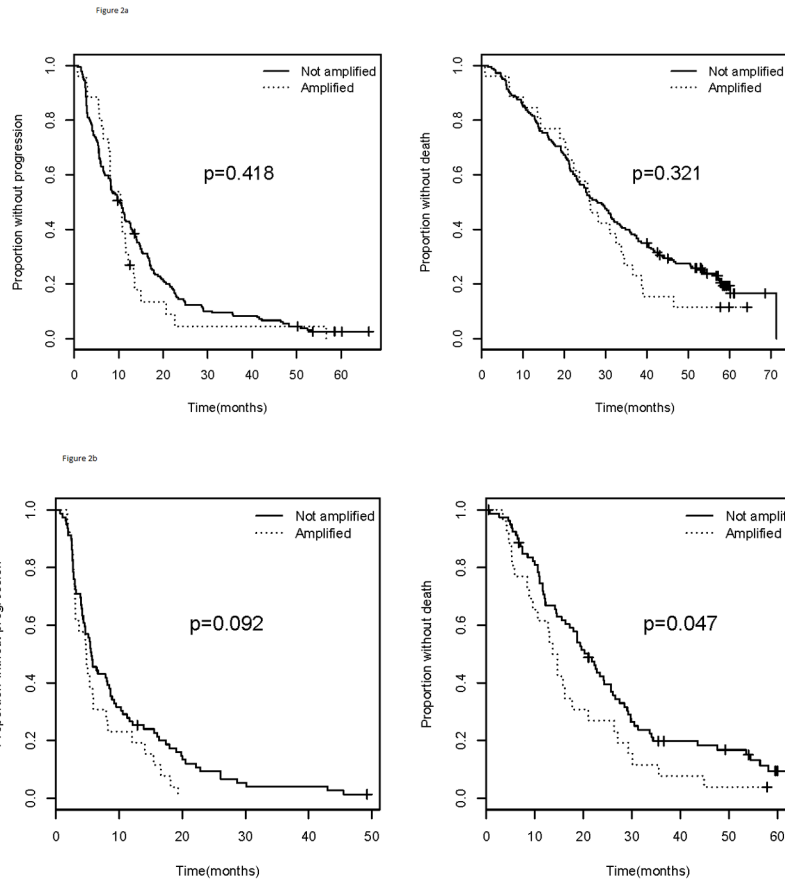 Figure 2a
Not amplified
Amplified
p=0.418
Proportion without progression
0.0 0.2 0.4 0.6 0.8 1.0
0 10 20 30 40 50 60
Time(months)
Not amplified
Amplified
p=0.321
Proportion without death
0.0 0.2 0.4 0.6 0.8 1.0
0 10 20 30 40 50 60 70
Time(months)
Figure 2b
Not amplified
Amplified
p=0.092
0.0 0.2 0.4 0.6 0.8 1.0
0 10 20 30 40 50
Time(months)
Not amplifi
Amplified
p=0.047
Proportion without death
0.0 0.2 0.4 0.6 0.8 1.0
0 10 20 30 40 50 60
Time(months)